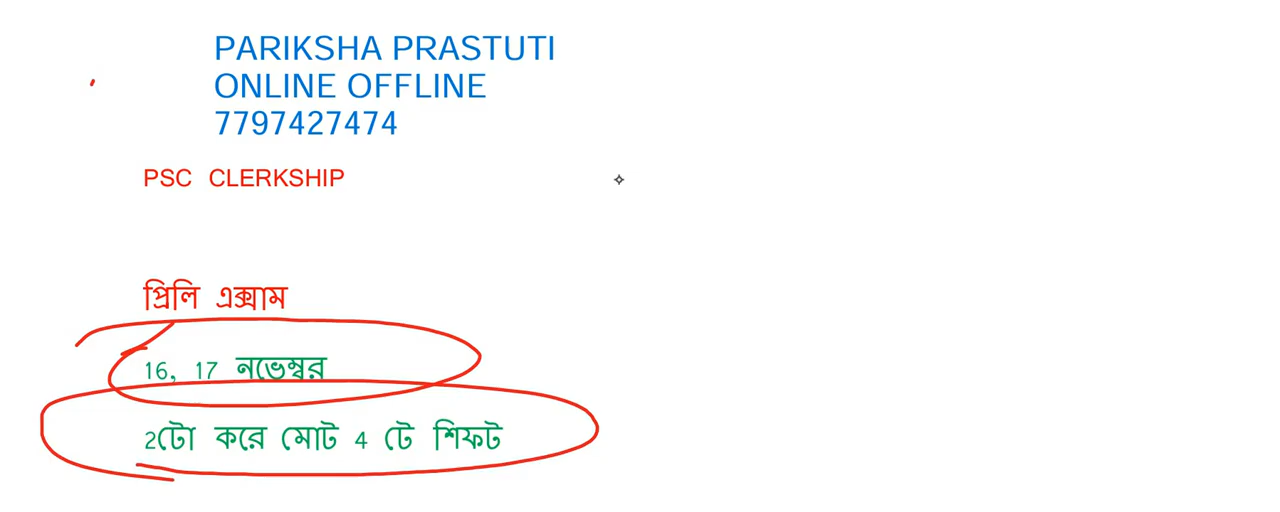 PARIKSHA PRASTUTI
ONLINE OFFLINE
7797427474
PSC CLERKSHIP
প্রিলি এক্সাম
16, 17 নভেম্বর
2টো করে মোট 4 টে শিফট